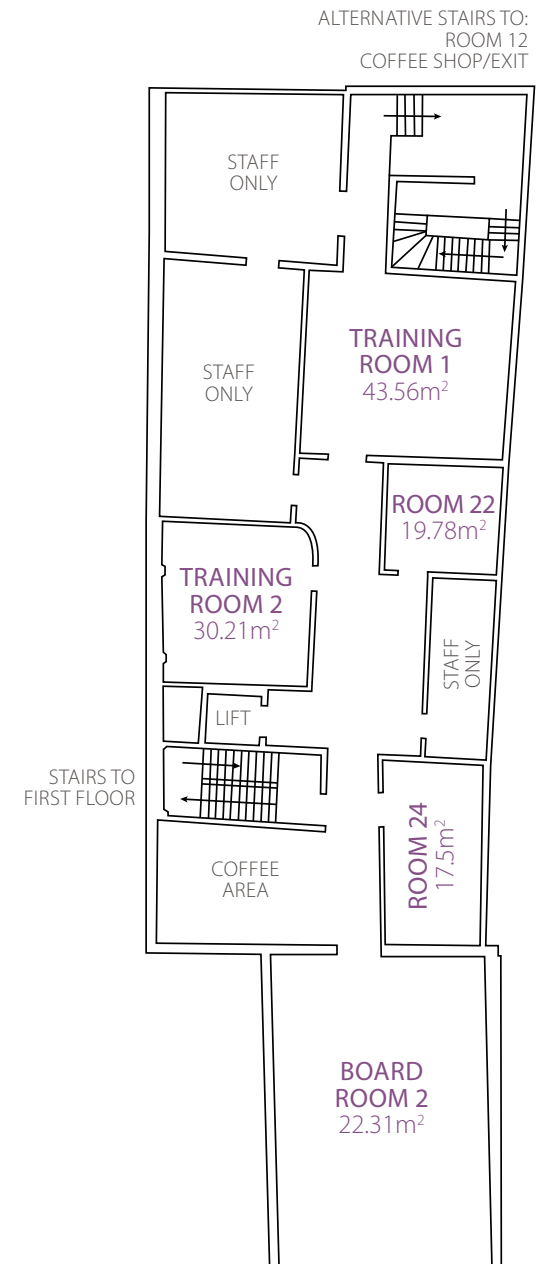 ALTERNATIVE STAIRS TO:
ROOM 12
COFFEE SHOP/EXIT
STAFF
ONLY
TRAINING
ROOM 1
43.56m²
STAFF
ONLY
ROOM 22
19.78m²
TRAINING
ROOM 2
30.21m²
STAFF
ONLY
LIFT
STAIRS TO
FIRST FLOOR
ROOM 24
17.5m²
COFFEE
AREA
BOARD
ROOM 2
22.31m²